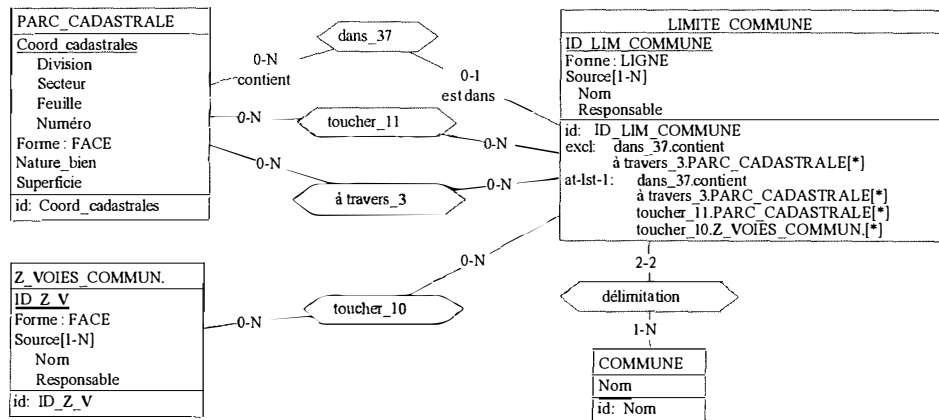 PARC_CADASTRALE
Coord_cadastrales
Division
Secteur
Feuille
Numéro
Forme : FACE
Nature_bien
Superficie
id: Coord_cadastrales
dans_37
0-N
contient
0-1
est dans
0-N
toucher_11
0-N
0-N
à travers_3
0-N
LIMITE_COMMUNE
ID_LIM_COMMUNE
Forme : LIGNE
Source[1-N]
Nom
Responsable
id: ID_LIM_COMMUNE
excl: dans_37.contient
à travers_3.PARC_CADASTRALE[*]
at-lst-1: dans_37.contient
à travers_3.PARC_CADASTRALE[*]
toucher_11.PARC_CADASTRALE[*]
toucher_10.Z_VOIES_COMMUN.[*]
Z_VOIES_COMMUN.
ID_Z_V
Forme : FACE
Source[1-N]
Nom
Responsable
id: ID_Z_V
0-N
toucher_10
0-N
2-2
délimitation
1-N
COMMUNE
Nom
id: Nom